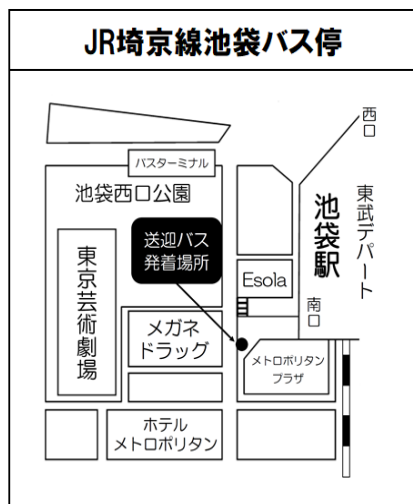 JR埼京線池袋バス停
西口
バスターミナル
池袋西口公園
東武デパート
池袋駅
送迎バス
発着場所
東京芸術劇場
Esola
南口
メガネ
ドラッグ
メトロポリタン
プラザ
ホテル
メトロポリタン